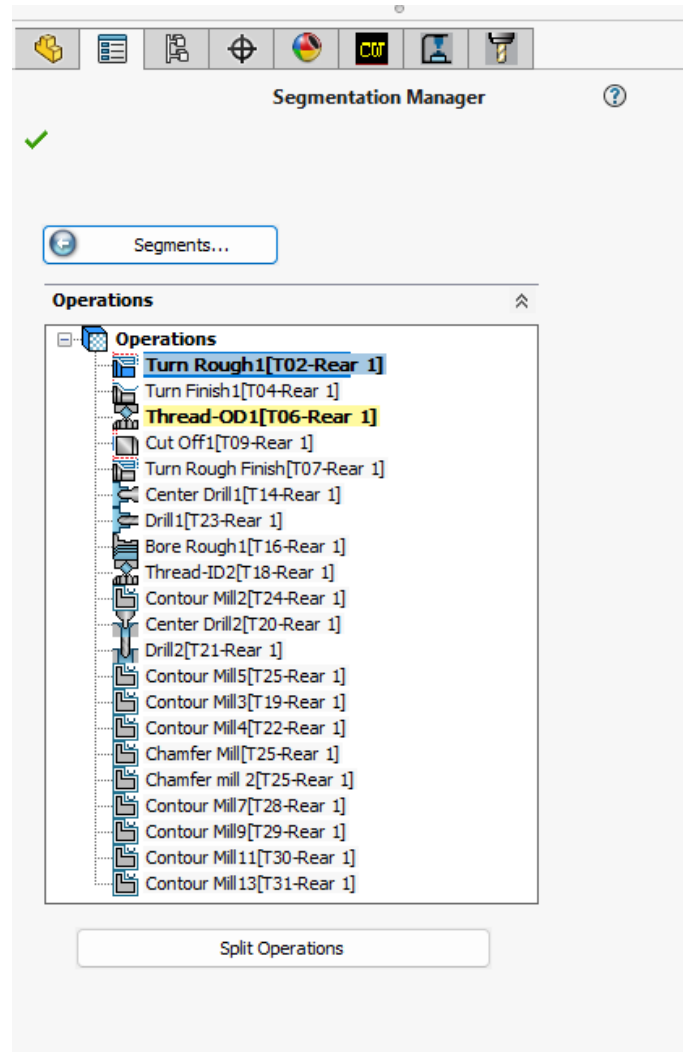 CW
Segmentation Manager
?
Segments...
Operations
Operations
Turn Rough1[T02-Rear 1]
Turn Finish1[T04-Rear 1]
Thread-OD1[T06-Rear 1]
Cut Off1[T09-Rear 1]
Turn Rough Finish[T07-Rear 1]
Center Drill1[T14-Rear 1]
Drill1[T23-Rear 1]
Bore Rough1[T16-Rear 1]
Thread-ID2[T18-Rear 1]
Contour Mill2[T24-Rear 1]
Center Drill2[T20-Rear 1]
Drill2[T21-Rear 1]
Contour Mill5[T25-Rear 1]
Contour Mill3[T19-Rear 1]
Contour Mill4[T22-Rear 1]
Chamfer Mill[T25-Rear 1]
Chamfer mill 2[T25-Rear 1]
Contour Mill7[T28-Rear 1]
Contour Mill9[T29-Rear 1]
Contour Mill11[T30-Rear 1]
Contour Mill13[T31-Rear 1]
Split Operations